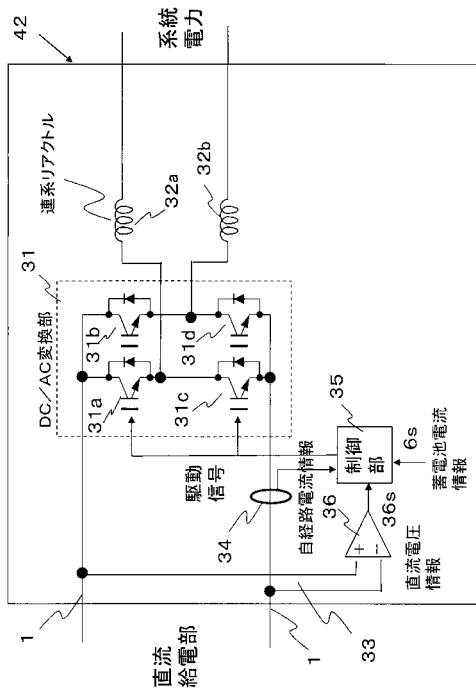 42
系統
電力
連系リアクトル
32a
32b
31
DC/AC変換部
31b
31a
31d
31c
駆動
信号
自経路電流情報
35
制御
部
34
36
36s
6s
蓄電池電流
情報
直流電圧
情報
33
1
1
直流
給電部
+
−